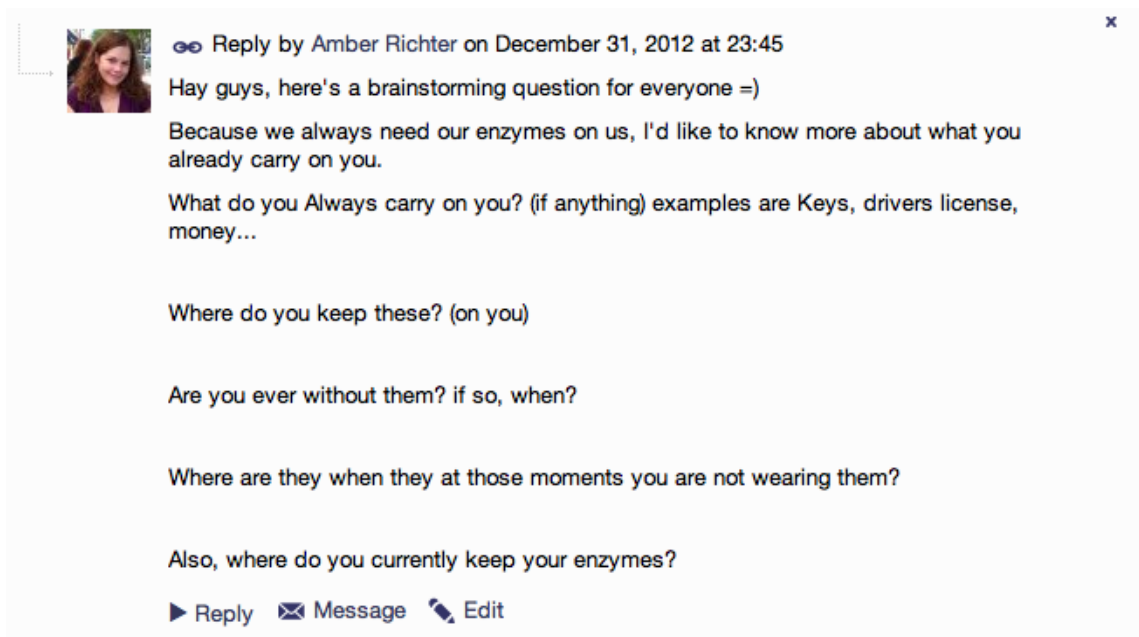 Reply by Amber Richter on December 31, 2012 at 23:45
Hay guys, here's a brainstorming question for everyone =)
Because we always need our enzymes on us, I'd like to know more about what you
already carry on you.
What do you Always carry on you? (if anything) examples are Keys, drivers license,
money...
Where do you keep these? (on you)
Are you ever without them? if so, when?
Where are they when they at those moments you are not wearing them?
Also, where do you currently keep your enzymes?
Reply Message Edit